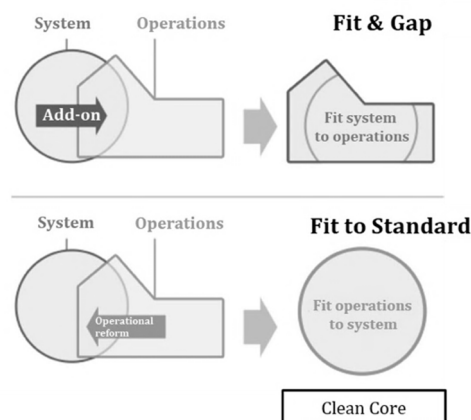 System
Operations
Fit & Gap
Add-on
Fit system
to operations
System
Operations
Fit to Standard
Operational
reform
Fit operations
to system
Clean Core